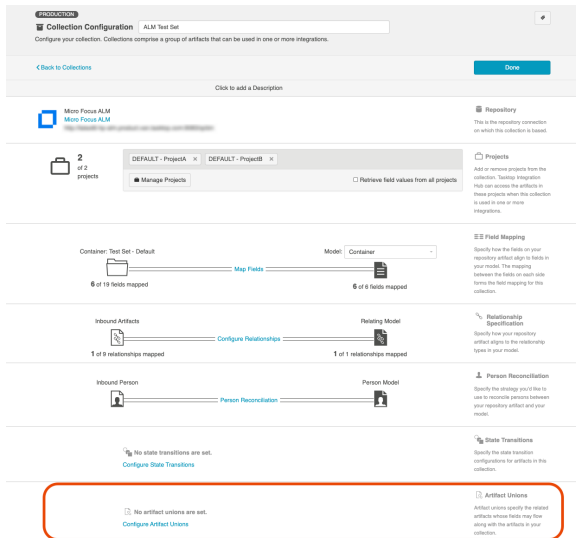 PRODUCTION
Collection Configuration ALM Test Set
Configure your collection. Collections comprise a group of artifacts that can be used in one or more integrations.
Back to Collections
Done
Click to add a Description
Micro Focus ALM
Micro Focus ALM
Repository
This is the repository connection
on which this collection is based.
2
of 2
projects
DEFAULT - ProjectA × DEFAULT - ProjectB ×
Manage Projects
Retrieve field values from all projects
Projects
Add or remove projects from the
collection. Tasktop Integration
Hub can access the artifacts in
these projects when this collection
is used in one or more
integrations.
Container: Test Set - Default
Model: Container
Map Fields
6 of 19 fields mapped
6 of 6 fields mapped
Field Mapping
Specify how the fields on your
repository artifact align to fields in
your model. The mapping
between the fields on each side
forms the field mapping for this
collection.
Inbound Artifacts
Relating Model
Configure Relationships
1 of 9 relationships mapped
1 of 1 relationships mapped
Relationship
Specification
Specify how your repository
artifact aligns to the relationship
types in your model.
Inbound Person
Person Model
Person Reconciliation
Person Reconciliation
Specify the strategy you'd like to
use to reconcile persons between
your repository artifact and your
model.
No state transitions are set.
Configure State Transitions
State Transitions
Specify the state transition
configurations for artifacts in this
collection.
No artifact unions are set.
Configure Artifact Unions
Artifact Unions
Artifact unions specify the related
artifacts whose fields may flow
along with the artifacts in your
collection.